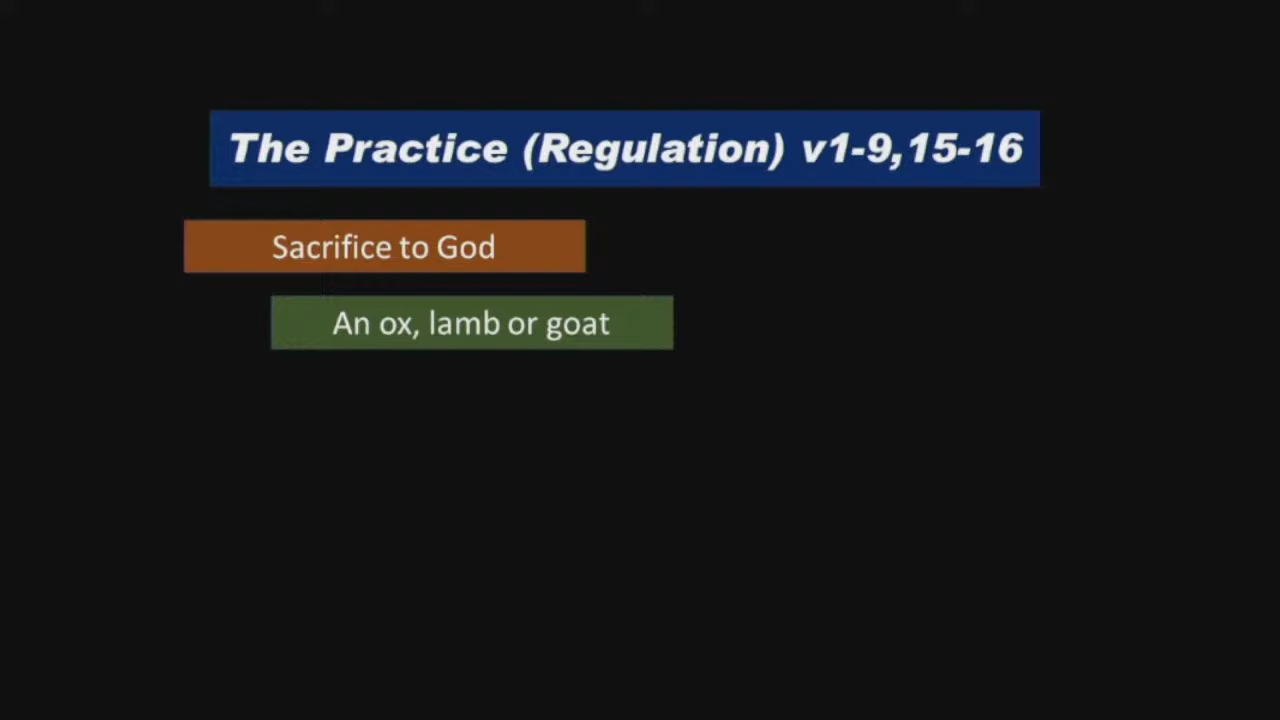 The Practice (Regulation) v1-9,15-16
Sacrifice to God
An ox, lamb or goat